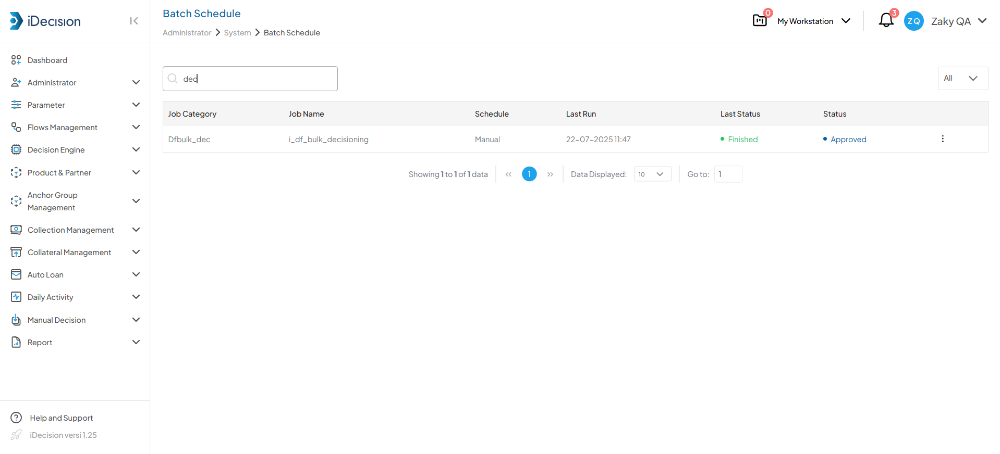 iDecision
Batch Schedule
Administrator > System > Batch Schedule
0
My Workstation
3
ZQ
Zaky QA
Dashboard
Administrator
Parameter
Flows Management
Decision Engine
Product & Partner
Anchor Group
Management
Collection Management
Collateral Management
Auto Loan
Daily Activity
Manual Decision
Report
Help and Support
iDecision versi 1.25
dec
All
Job Category Job Name Schedule Last Run Last Status Status
Dfbulk_dec i_df_bulk_decisioning Manual 22-07-2025 11:47 Finished Approved
Showing 1 to 1 of 1 data « 1 » Data Displayed: 10 Go to: 1